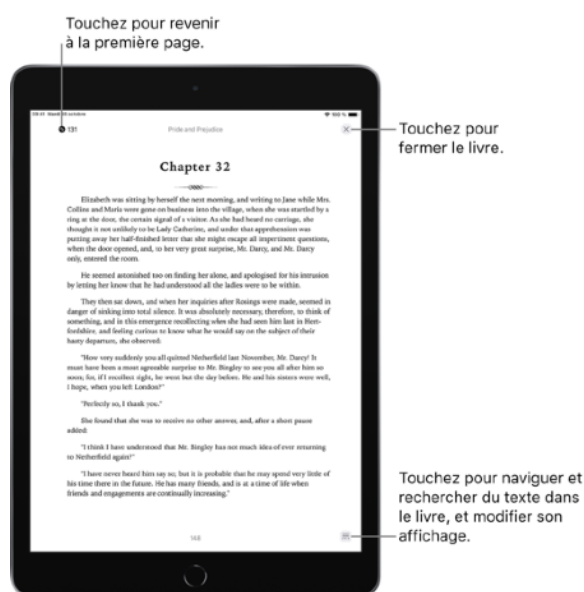 Touchez pour revenir
à la première page.
09:41 Mardi octobre
100 %
131
Pride and Prejudice
Touchez pour
fermer le livre.
Chapter 32
Elizabeth was sitting by herself the next morning, and writing to Jane while Mrs.
Collins and Maria were gone on business into the village, when she was startled by a
ring at the door, the certain signal of a visitor. As she had heard no carriage, she
thought it not unlikely to be Lady Catherine, and under that apprehension was
putting away her half-finished letter that she might escape all impertinent questions,
when the door opened, and, to her very great surprise, Mr. Darcy, and Mr. Darcy
only, entered the room.
He seemed astonished too on finding her alone, and apologised for his intrusion
by letting her know that he had understood all the ladies were to be within.
They then sat down, and when her inquiries after Rosings were made, seemed in
danger of sinking into total silence. It was absolutely necessary, therefore, to think of
something, and in this emergence recollecting when she had seen him last in Hert-
fordshire, and feeling curious to know what he would say on the subject of their
hasty departure, she observed:
"How very suddenly you all quitted Netherfield last November, Mr. Darcy! It
must have been a most agreeable surprise to Mr. Bingley to see you all after him so
soon; for, if I recollect right, he went but the day before. He and his sisters were well,
I hope, when you left London?"
"Perfectly so, I thank you."
She found that she was to receive no other answer, and, after a short pause
added:
"I think I have understood that Mr. Bingley has not much idea of ever returning
to Netherfield again?"
"I have never heard him say so; but it is probable that he may spend very little of
his time there in the future. He has many friends, and is at a time of life when
friends and engagements are continually increasing."
148
Touchez pour naviguer et
rechercher du texte dans
le livre, et modifier son
affichage.